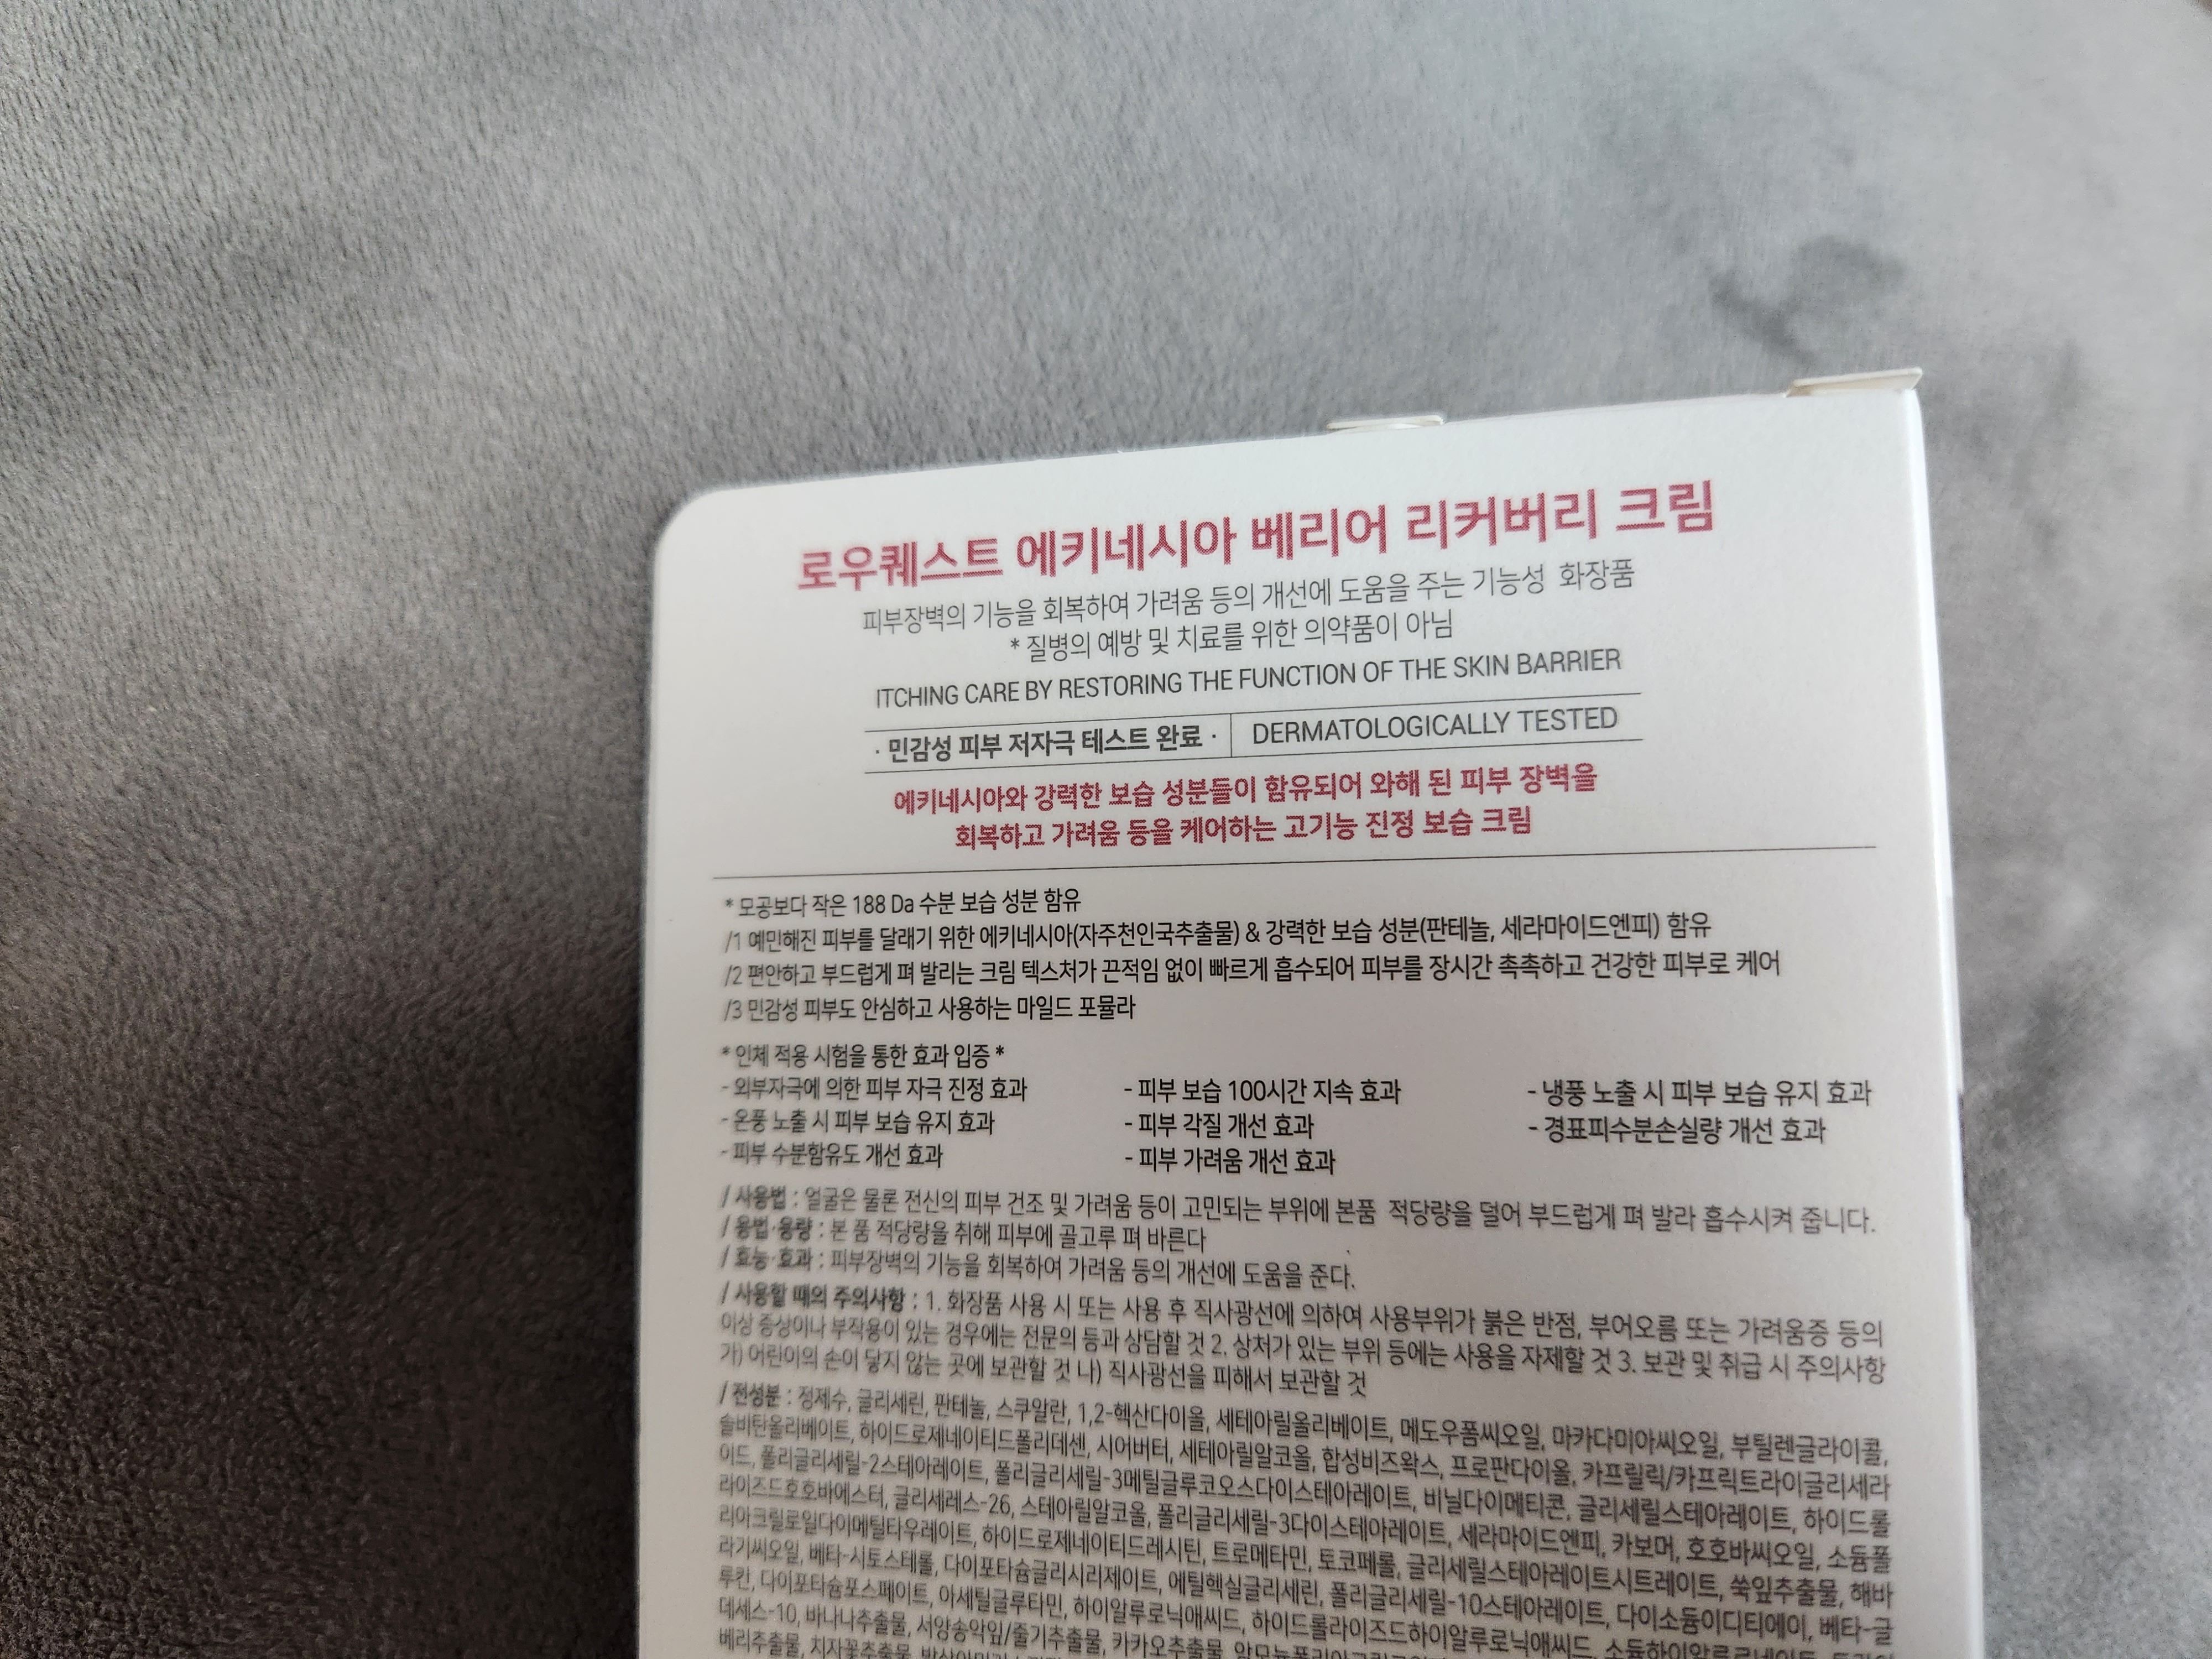 로우퀘스트 에키네시아 베리어 리커버리 크림
피부장벽의 기능을 회복하여 가려움 등의 개선에 도움을 주는 기능성 화장품
* 질병의 예방 및 치료를 위한 의약품이 아님
ITCHING CARE BY RESTORING THE FUNCTION OF THE SKIN BARRIER
· 민감성 피부 저자극 테스트 완료 · DERMATOLOGICALLY TESTED
에키네시아와 강력한 보습 성분들이 함유되어 와해 된 피부 장벽을
회복하고 가려움 등을 케어하는 고기능 진정 보습 크림
* 모공보다 작은 188 Da 수분 보습 성분 함유
/1 예민해진 피부를 달래기 위한 에키네시아(자주천인국추출물) & 강력한 보습 성분(판테놀, 세라마이드엔피) 함유
/2 편안하고 부드럽게 펴 발리는 크림 텍스처가 끈적임 없이 빠르게 흡수되어 피부를 장시간 촉촉하고 건강한 피부로 케어
/3 민감성 피부도 안심하고 사용하는 마일드 포뮬라
* 인체 적용 시험을 통한 효과 입증 *
- 외부자극에 의한 피부 자극 진정 효과 - 피부 보습 100시간 지속 효과 - 냉풍 노출 시 피부 보습 유지 효과
- 온풍 노출 시 피부 보습 유지 효과 - 피부 각질 개선 효과 - 경표피수분손실량 개선 효과
- 피부 수분함유도 개선 효과 - 피부 가려움 개선 효과
/ 사용법 : 얼굴은 물론 전신의 피부 건조 및 가려움 등이 고민되는 부위에 본품 적당량을 덜어 부드럽게 펴 발라 흡수시켜 줍니다.
/ 용법·용량 : 본 품 적당량을 취해 피부에 골고루 펴 바른다
/ 효능·효과 : 피부장벽의 기능을 회복하여 가려움 등의 개선에 도움을 준다.
/ 사용할 때의 주의사항 : 1. 화장품 사용 시 또는 사용 후 직사광선에 의하여 사용부위가 붉은 반점, 부어오름 또는 가려움증 등의
이상 증상이나 부작용이 있는 경우에는 전문의 등과 상담할 것 2. 상처가 있는 부위 등에는 사용을 자제할 것 3. 보관 및 취급 시 주의사항
가) 어린이의 손이 닿지 않는 곳에 보관할 것 나) 직사광선을 피해서 보관할 것
/ 전성분 : 정제수, 글리세린, 판테놀, 스쿠알란, 1,2-헥산다이올, 세테아릴올리베이트, 메도우폼씨오일, 마카다미아씨오일, 부틸렌글라이콜,
솔비탄올리베이트, 하이드로제네이티드폴리데센, 시어버터, 세테아릴알코올, 합성비즈왁스, 프로판다이올, 카프릴릭/카프릭트라이글리세라
이드, 폴리글리세릴-2스테아레이트, 폴리글리세릴-3메틸글루코오스다이스테아레이트, 비닐다이메티콘, 글리세릴스테아레이트, 하이드롤
라이즈드호호바에스터, 글리세레스-26, 스테아릴알코올, 폴리글리세릴-3다이스테아레이트, 세라마이드엔피, 카보머, 호호바씨오일, 소듐폴
리아크릴로일다이메틸타우레이트, 하이드로제네이티드레시틴, 트로메타민, 토코페롤, 글리세릴스테아레이트시트레이트, 쑥잎추출물, 해바
라기씨오일, 베타-시토스테롤, 다이포타슘글리시리제이트, 에틸헥실글리세린, 폴리글리세릴-10스테아레이트, 다이소듐이디티에이, 베타-글
루칸, 다이포타슘포스페이트, 아세틸글루타민, 하이알루로닉애씨드, 하이드롤라이즈드하이알루로닉애씨드, 소듐하이알루로네이트,
데세스-10, 바나나추출물, 서양송악잎/줄기추출물, 카카오추출물,
베리추출물, 치자꽃추출물,